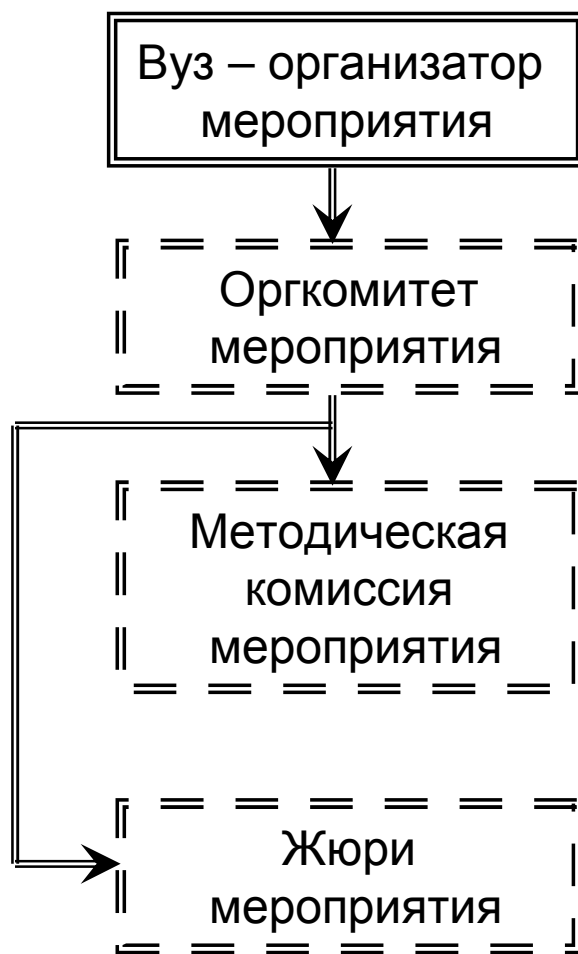 Вуз – организатор
мероприятия
Оргкомитет
мероприятия
Методическая
комиссия
мероприятия
Жюри
мероприятия